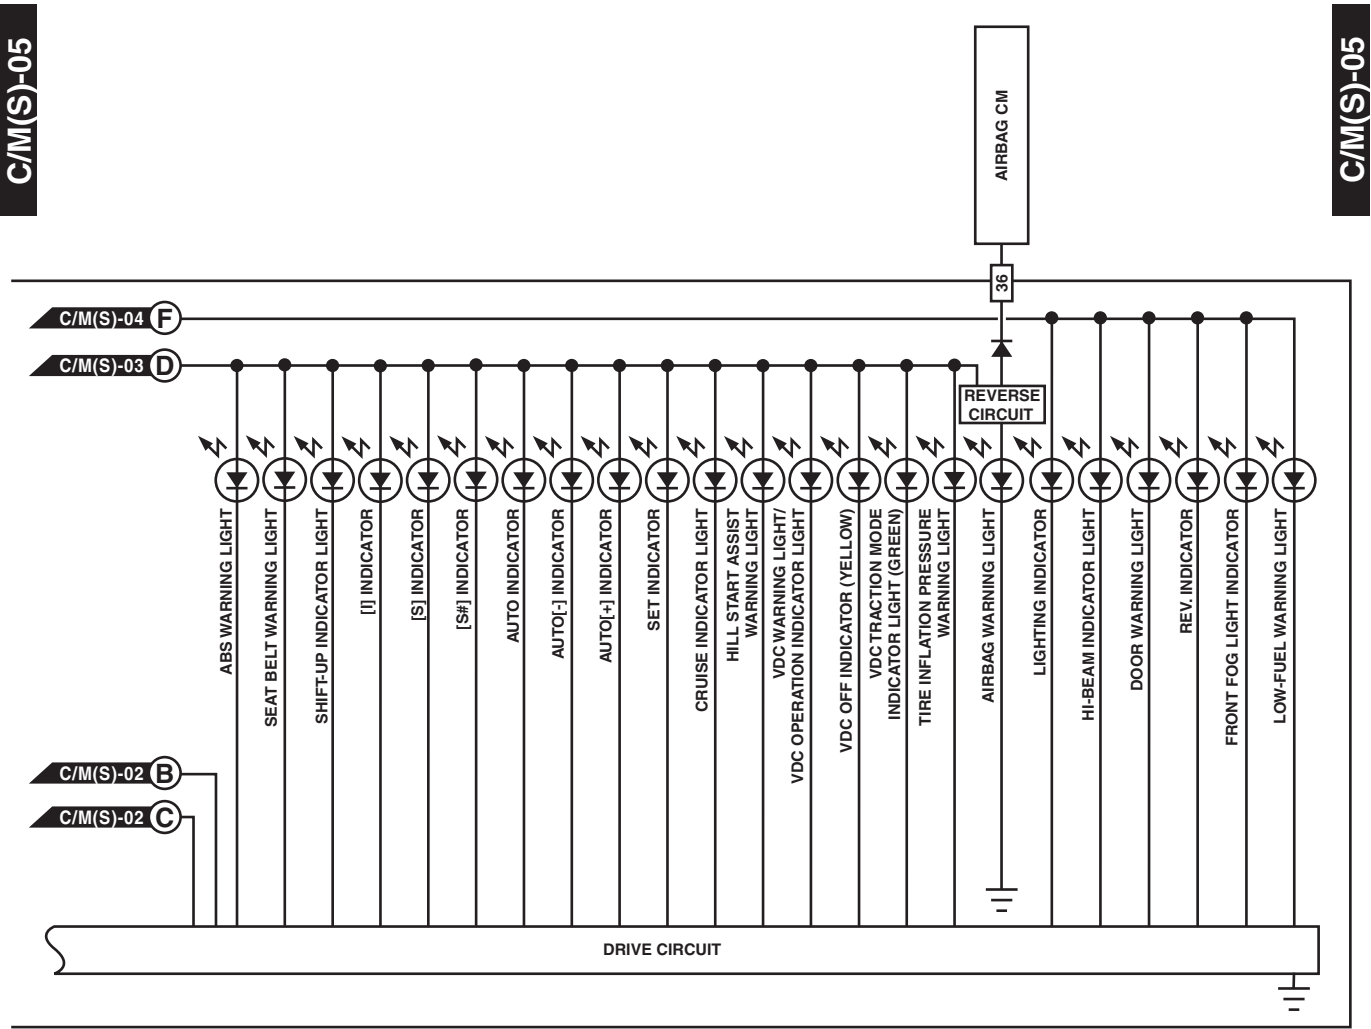 C/M(S)-05
C/M(S)-05
AIRBAG CM
36
C/M(S)-04 F
C/M(S)-03 D
REVERSE
CIRCUIT
ABS WARNING LIGHT
SEAT BELT WARNING LIGHT
SHIFT-UP INDICATOR LIGHT
[I] INDICATOR
[S] INDICATOR
[S#] INDICATOR
AUTO INDICATOR
AUTO[-] INDICATOR
AUTO[+] INDICATOR
SET INDICATOR
CRUISE INDICATOR LIGHT
HILL START ASSIST
WARNING LIGHT
VDC WARNING LIGHT/
VDC OPERATION INDICATOR LIGHT
VDC OFF INDICATOR (YELLOW)
VDC TRACTION MODE
INDICATOR LIGHT (GREEN)
TIRE INFLATION PRESSURE
WARNING LIGHT
AIRBAG WARNING LIGHT
LIGHTING INDICATOR
HI-BEAM INDICATOR LIGHT
DOOR WARNING LIGHT
REV. INDICATOR
FRONT FOG LIGHT INDICATOR
LOW-FUEL WARNING LIGHT
C/M(S)-02 B
C/M(S)-02 C
DRIVE CIRCUIT